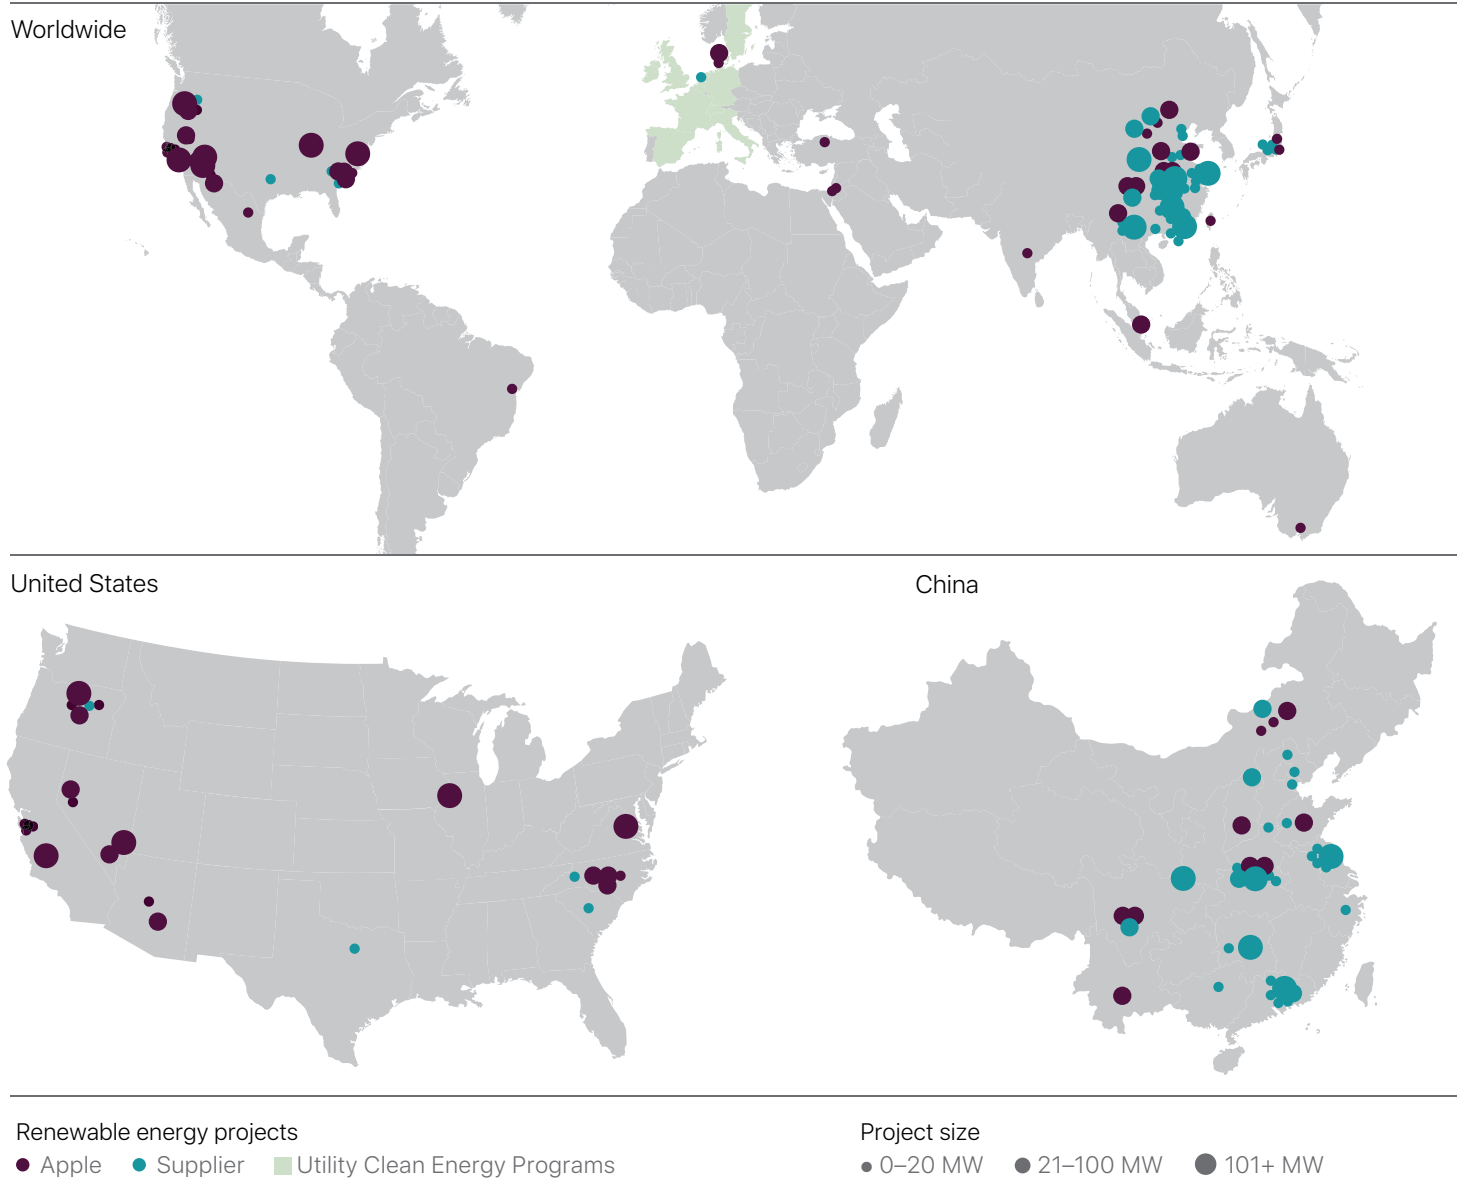 Worldwide
United States
China
Renewable energy projects
Apple Supplier Utility Clean Energy Programs
Project size
0–20 MW 21–100 MW 101+ MW